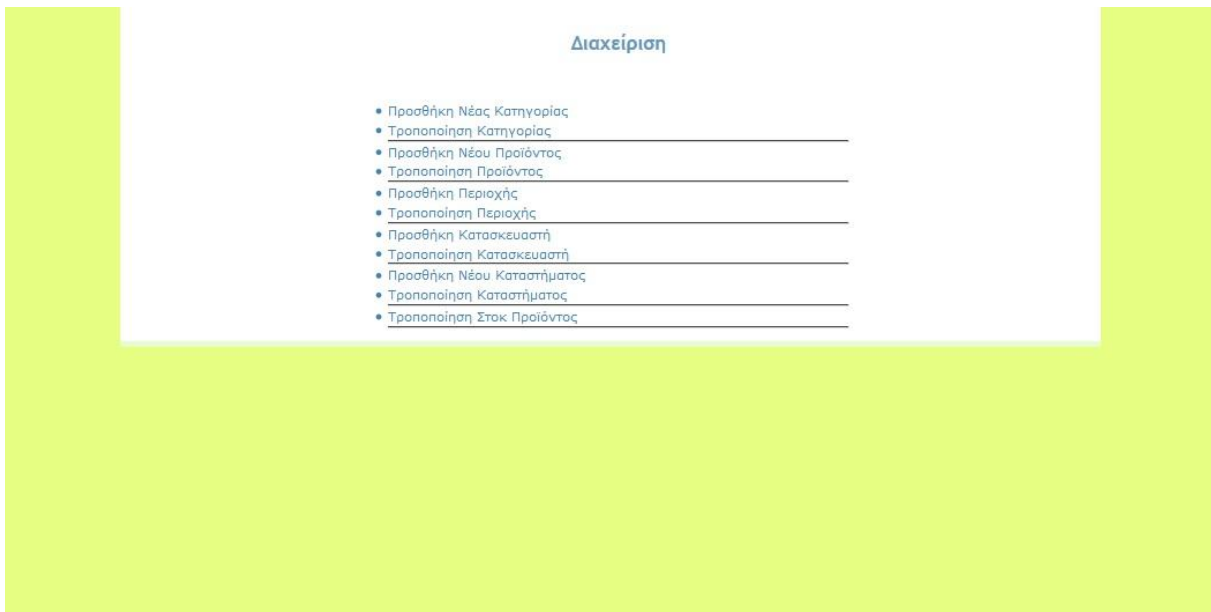 Διαχείριση
• Προσθήκη Νέας Κατηγορίας
• Τροποποίηση Κατηγορίας
• Προσθήκη Νέου Προϊόντος
• Τροποποίηση Προϊόντος
• Προσθήκη Περιοχής
• Τροποποίηση Περιοχής
• Προσθήκη Κατασκευαστή
• Τροποποίηση Κατασκευαστή
• Προσθήκη Νέου Καταστήματος
• Τροποποίηση Καταστήματος
• Τροποποίηση Στοκ Προϊόντος